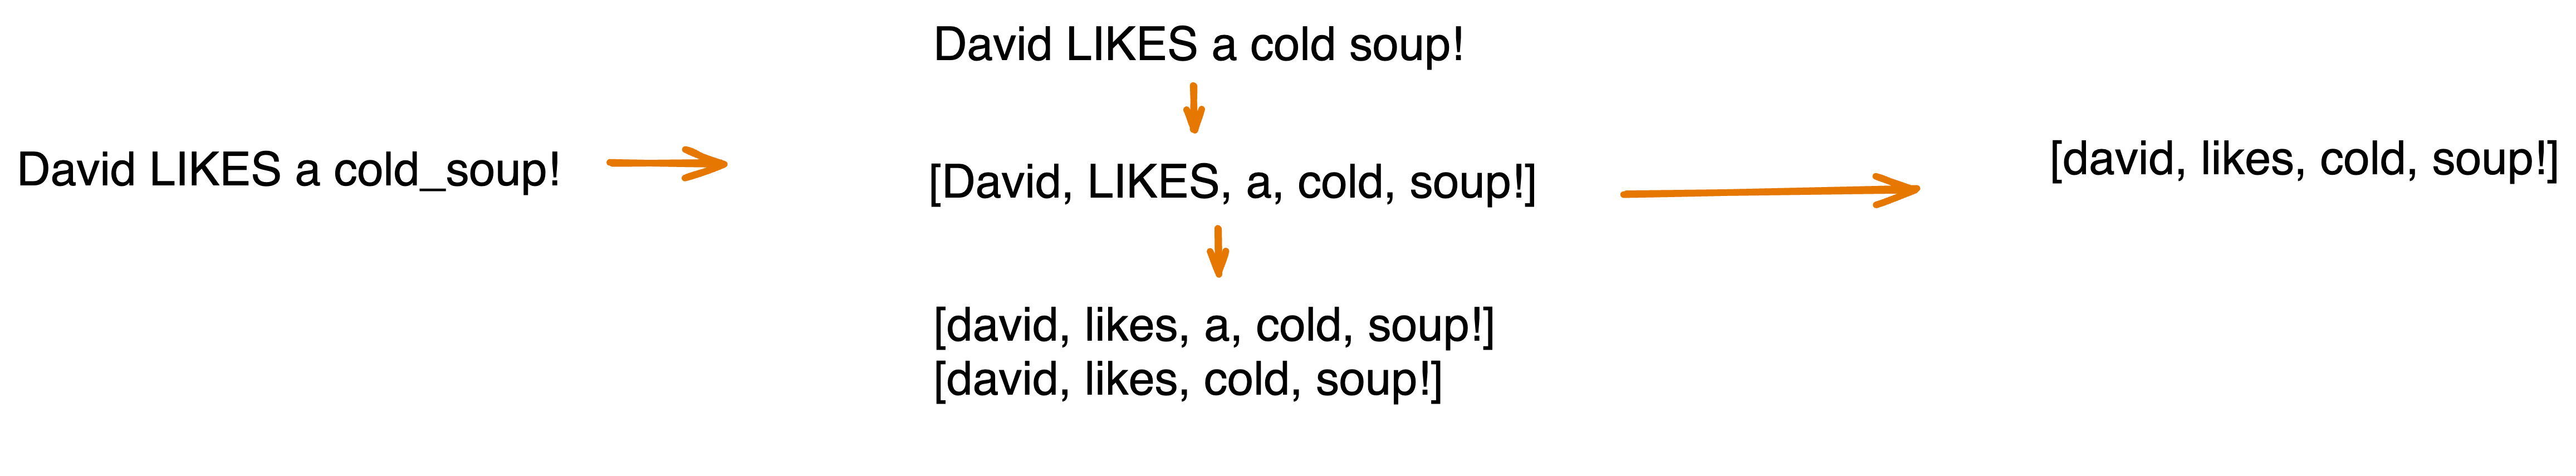 David LIKES a cold_soup!
David LIKES a cold soup!
[David, LIKES, a, cold, soup!]
[david, likes, a, cold, soup!]
[david, likes, cold, soup!]
[david, likes, cold, soup!]